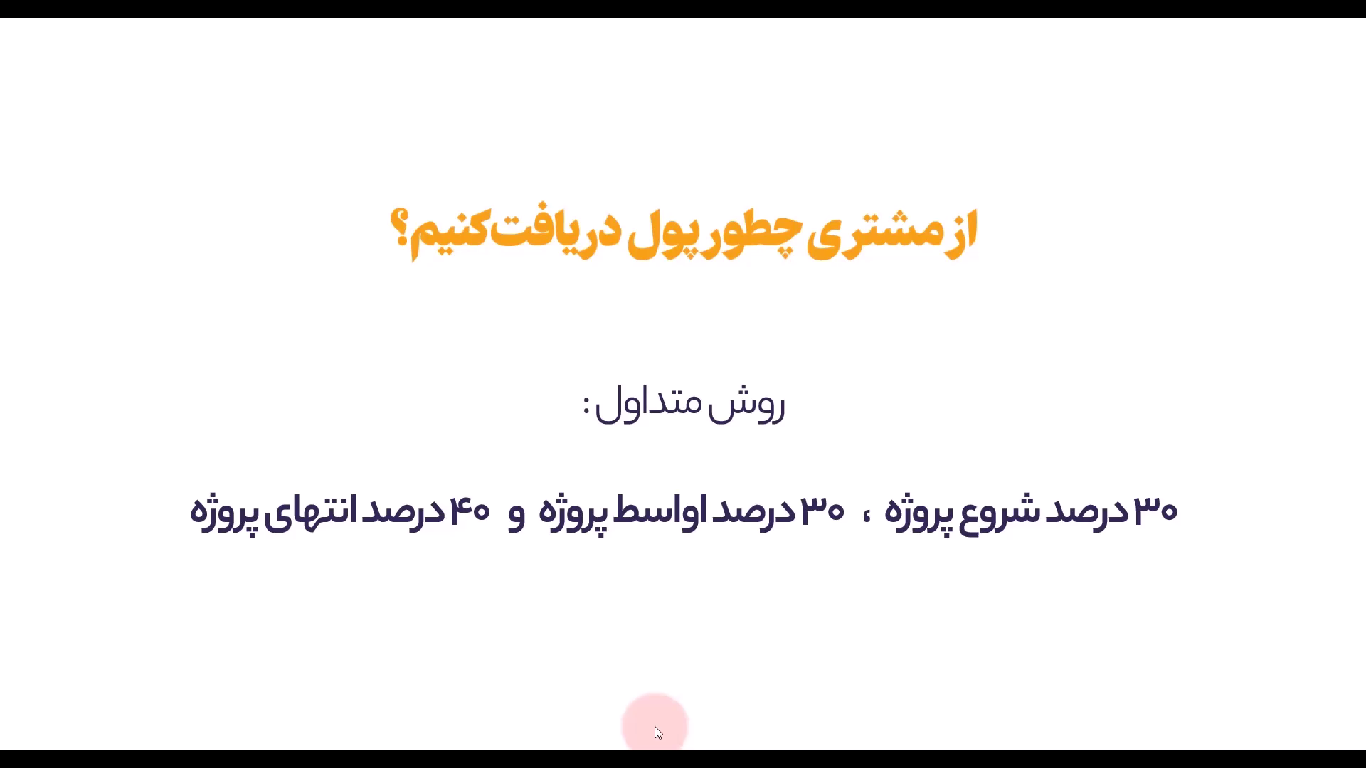 از مشتری چطور پول دریافت کنیم؟
روش متداول :
۳۰ درصد شروع پروژه ، ۳۰ درصد اواسط پروژه و ۴۰ درصد انتهای پروژه